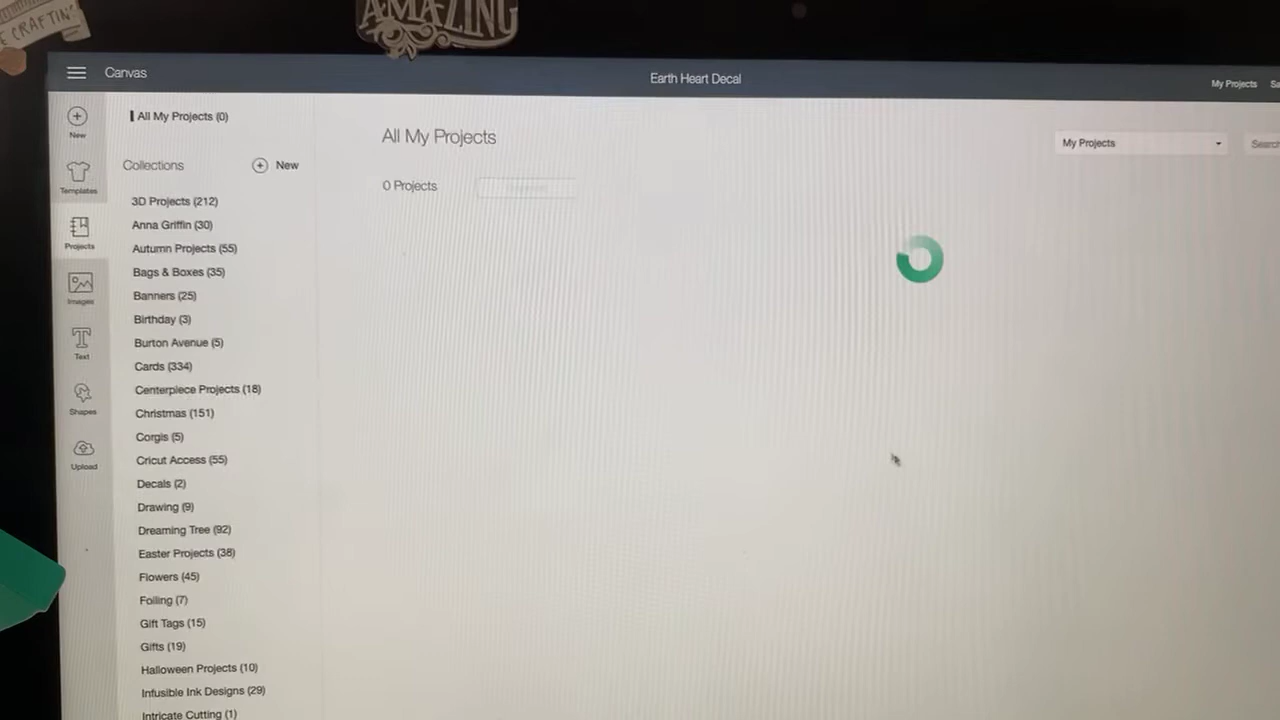 E CRAFTIN'
AMAZING
Canvas
Earth Heart Decal
My Projects
New
Templates
Projects
Images
Text
Shapes
Upload
All My Projects (0)
Collections
New
3D Projects (212)
Anna Griffin (30)
Autumn Projects (55)
Bags & Boxes (35)
Banners (25)
Birthday (3)
Burton Avenue (5)
Cards (334)
Centerpiece Projects (18)
Christmas (151)
Corgis (5)
Cricut Access (55)
Decals (2)
Drawing (9)
Dreaming Tree (92)
Easter Projects (38)
Flowers (45)
Foiling (7)
Gift Tags (15)
Gifts (19)
Halloween Projects (10)
Infusible Ink Designs (29)
Intricate Cutting (1)
All My Projects
My Projects
Search
0 Projects